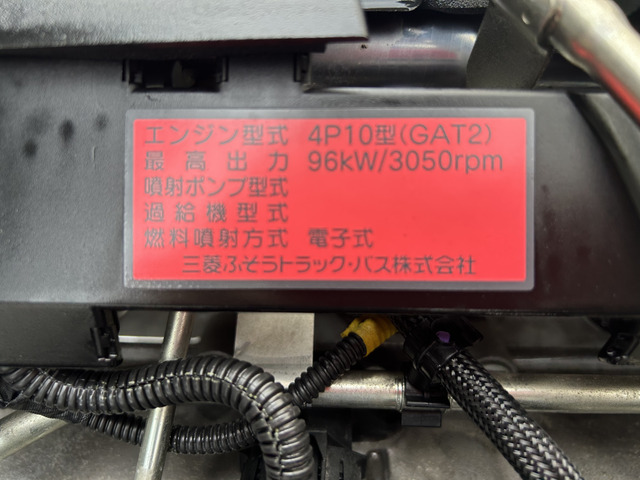 エンジン型式 4P10型(GAT2)
最高出力 96kW/3050rpm
噴射ポンプ型式
過給機型式
燃料噴射方式 電子式
三菱ふそうトラック・バス株式会社